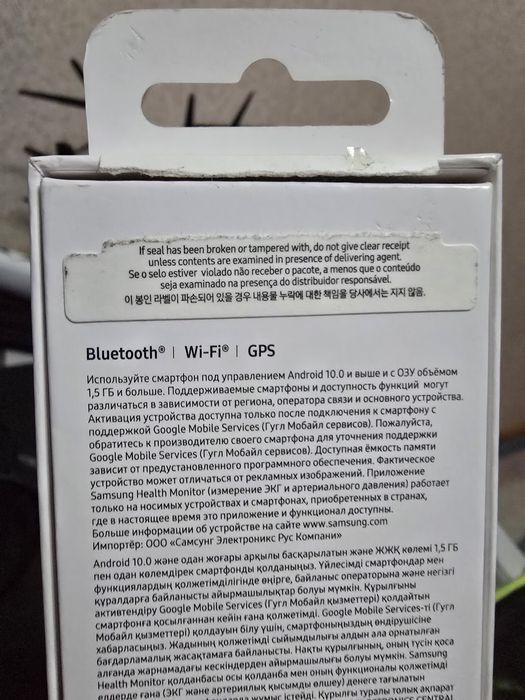 If seal has been broken or tampered with, do not give clear receipt
unless contents are examined in presence of delivering agent.
Se o selo estiver violado não receber o pacote, a menos que o conteúdo
seja examinado na presença do distribuidor responsável.
이 봉인 라벨이 파손되어 있을 경우 내용물 누락에 대한 책임을 당사에서는 지지 않음.
Bluetooth® | Wi-Fi® | GPS
Используйте смартфон под управлением Android 10.0 и выше и с ОЗУ объёмом
1,5 ГБ и больше. Поддерживаемые смартфоны и доступность функций могут
различаться в зависимости от региона, оператора связи и основного устройства.
Активация устройства доступна только после подключения к смартфону с
поддержкой Google Mobile Services (Гугл Мобайл сервисов). Пожалуйста,
обратитесь к производителю своего смартфона для уточнения поддержки
Google Mobile Services (Гугл Мобайл сервисов). Доступная ёмкость памяти
зависит от предустановленного программного обеспечения. Фактическое
устройство может отличаться от рекламных изображений. Приложение
Samsung Health Monitor (измерение ЭКГ и артериального давления) работает
только на носимых устройствах и смартфонах, приобретенных в странах,
где в настоящее время это приложение и функционал доступны.
Больше информации об устройстве на сайте www.samsung.com
Импортёр: ООО «Самсунг Электроникс Рус Компани»
Android 10.0 және одан жоғары арқылы басқарылатын және ЖЖҚ көлемі 1,5 ГБ
пен одан көлемдірек смартфонды қолданыңыз. Үйлесімді смартфондар мен
функциялардың қолжетімділігінде өңірге, байланыс операторына және негізгі
құралдарға байланысты айырмашылықтар болуы мүмкін. Құрылғыны
активтендіру Google Mobile Services (Гугл Мобайл қызметтері) қолдайтын
смартфонға қосылғаннан кейін ғана қолжетімді. Google Mobile Services-ті (Гугл
Мобайл қызметтері) қолдауын білу үшін, смартфоныңыздың өндірушісіне
хабарласыңыз. Жадының қолжетімді сыйымдылығы алдын ала орнатылған
бағдарламалық жасақтамаға байланысты. Нақты құрылғының, оның түсіне қоса
алғанда жарнамадағы кескіндерден айырмашылығы болуы мүмкін. Samsung
Health Monitor қолданбасы осы қолданба мен оның функционалы қолжетімді
елдерде ғана (ЭКГ және артериялық қысымды өлшеу) дененге тағылатын